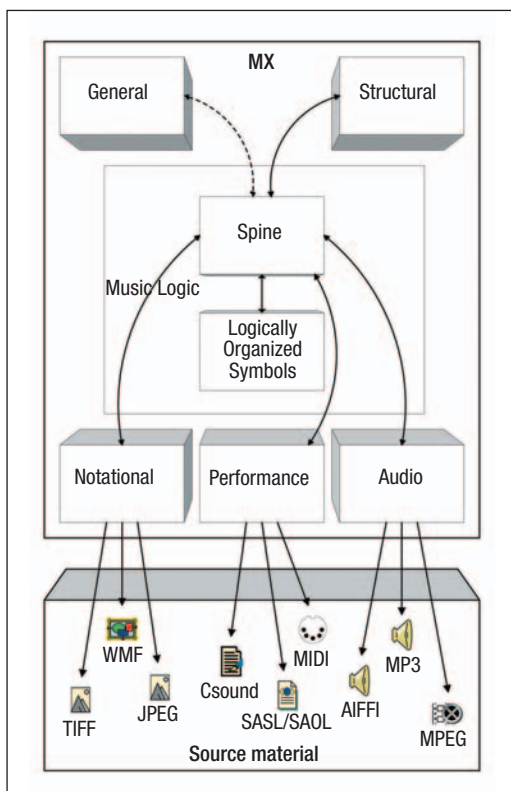 MX
General
Structural
Spine
Music Logic
Logically
Organized
Symbols
Notational
Performance
Audio
WMF
MIDI
MP3
TIFF
JPEG
Csound
SASL/SAOL
AIFFI
MPEG
Source material